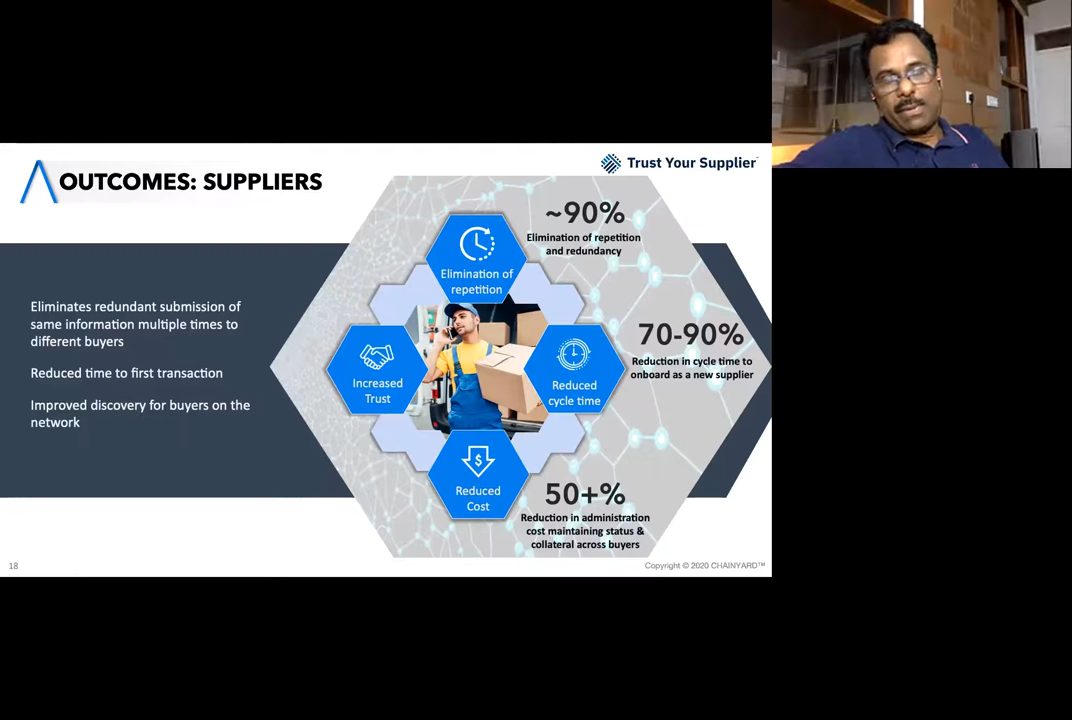 Trust Your Supplier
OUTCOMES: SUPPLIERS
Eliminates redundant submission of
same information multiple times to
different buyers
Reduced time to first transaction
Improved discovery for buyers on the
network
Elimination of
repetition
~90%
Elimination of repetition
and redundancy
Increased
Trust
Reduced
cycle time
70-90%
Reduction in cycle time to
onboard as a new supplier
$
Reduced
Cost
50+%
Reduction in administration
cost maintaining status &
collateral across buyers
18
Copyright © 2020 CHAINYARD™